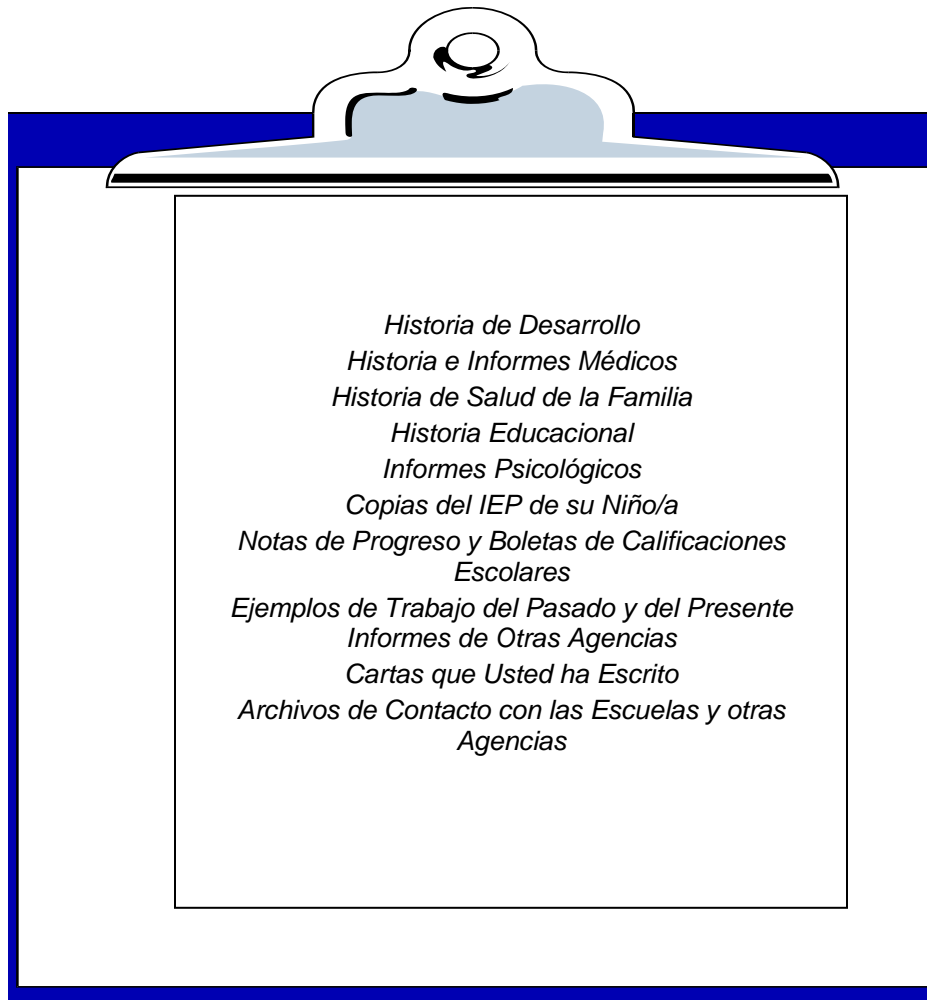 Historia de Desarrollo
Historia e Informes Médicos
Historia de Salud de la Familia
Historia Educacional
Informes Psicológicos
Copias del IEP de su Niño/a
Notas de Progreso y Boletas de Calificaciones
Escolares
Ejemplos de Trabajo del Pasado y del Presente
Informes de Otras Agencias
Cartas que Usted ha Escrito
Archivos de Contacto con las Escuelas y otras
Agencias